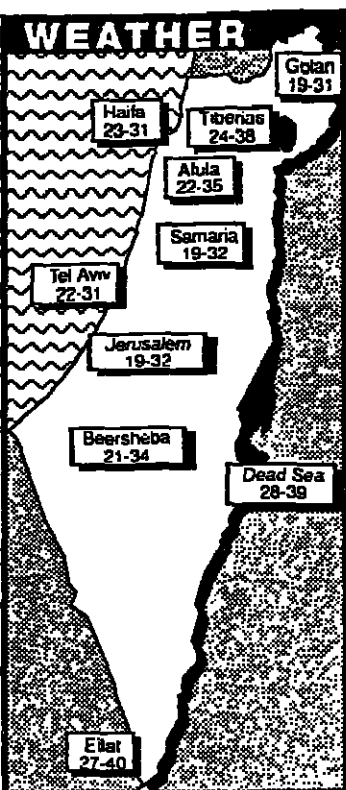 WEATHER
Golan
19-31
Haifa
23-31
Tiberias
24-38
Afula
22-35
Samaria
19-32
Tel Aviv
22-31
Jerusalem
19-32
Beersheba
21-34
Dead Sea
28-39
Eilat
27-40